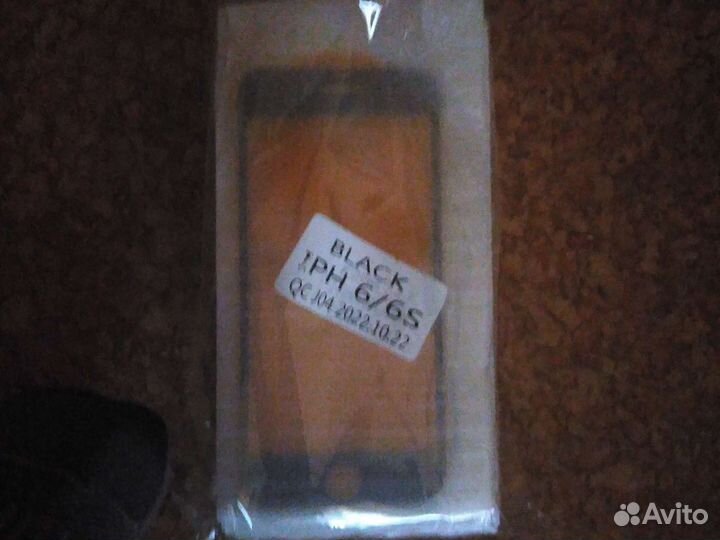 BLACK
IPH 6/6S
QC J04 2022.10.22
Avito